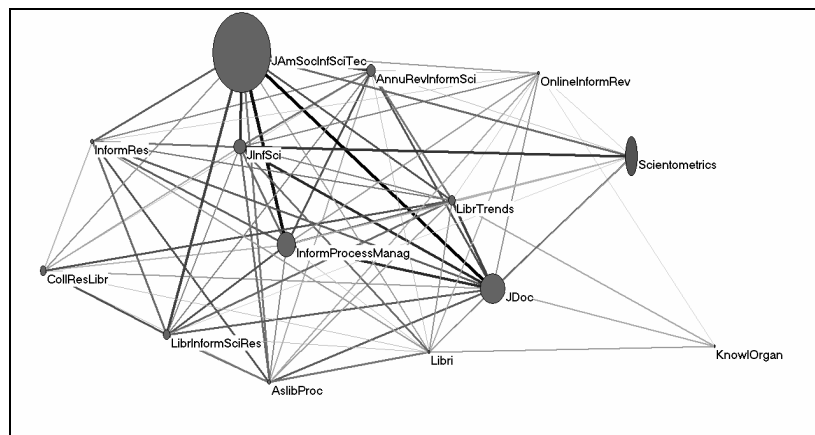 JAmSocInfSciTec
AnnuRevInformSci
OnlineInformRev
InformRes
JInfSci
Scientometrics
LibrTrends
InformProcessManag
CollResLibr
JDoc
LibrInformSciRes
Libri
KnowlOrgan
AslibProc